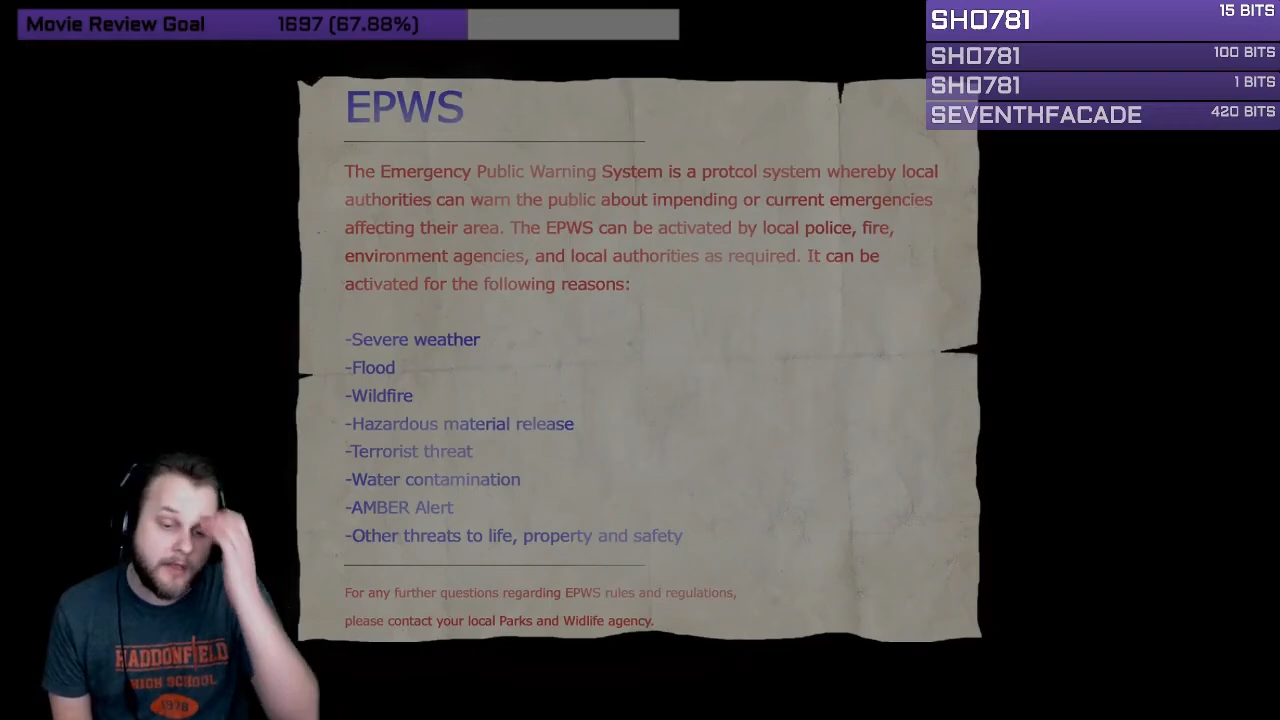 Movie Review Goal 1697 (67.88%)
SHO781 15 BITS
SHO781 100 BITS
SHO781 1 BITS
SEVENTHFACADE 420 BITS
EPWS
The Emergency Public Warning System is a protcol system whereby local
authorities can warn the public about impending or current emergencies
affecting their area. The EPWS can be activated by local police, fire,
environment agencies, and local authorities as required. It can be
activated for the following reasons:
-Severe weather
-Flood
-Wildfire
-Hazardous material release
-Terrorist threat
-Water contamination
-AMBER Alert
-Other threats to life, property and safety
For any further questions regarding EPWS rules and regulations,
please contact your local Parks and Widlife agency.
HADDONFIELD
HIGH SCHOOL
1978